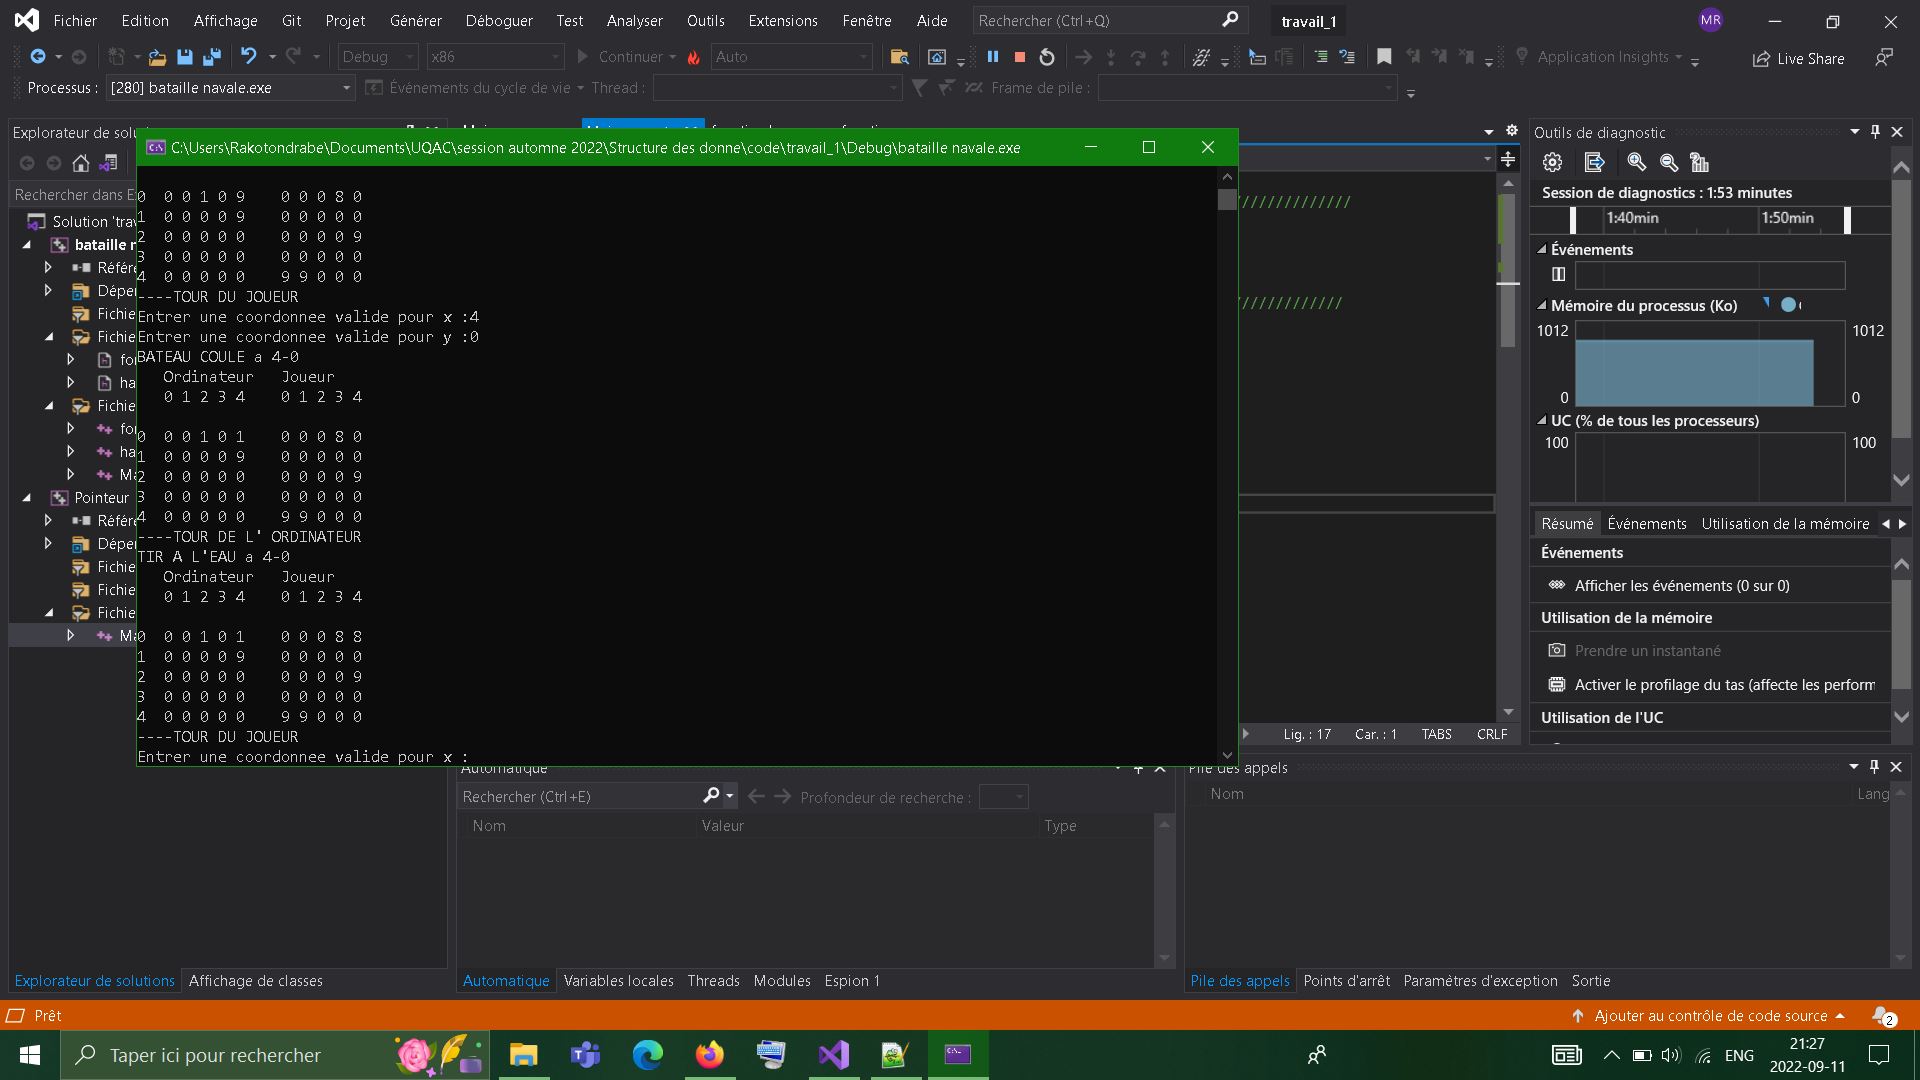 Fichier Edition Affichage Git Projet Générer Déboguer Test Analyser Outils Extensions Fenêtre Aide Rechercher (Ctrl+Q) travail_1 MR
Debug x86 Continuer Auto Application Insights Live Share
Processus : [280] bataille navale.exe Événements du cycle de vie Thread : Frame de pile :
Explorateur de solu
Rechercher dans E
Solution 'tra
bataille n
Référe
Dépe
Fichie
Fichie
fo
ha
Fichie
fo
ha
Ma
Pointeur
Référe
Dépe
Fichie
Fichie
Fichie
Ma
C:\Users\Rakotondrabe\Documents\UQAC\session automne 2022\Structure des donne\code\travail_1\Debug\bataille navale.exe
0 0 0 1 0 9 0 0 0 8 0
1 0 0 0 0 9 0 0 0 0 0
2 0 0 0 0 0 0 0 0 0 9
3 0 0 0 0 0 0 0 0 0 0
4 0 0 0 0 0 9 9 0 0 0
----TOUR DU JOUEUR
Entrer une coordonnee valide pour x :4
Entrer une coordonnee valide pour y :0
BATEAU COULE a 4-0
Ordinateur Joueur
0 1 2 3 4 0 1 2 3 4
0 0 0 1 0 1 0 0 0 8 0
1 0 0 0 0 9 0 0 0 0 0
2 0 0 0 0 0 0 0 0 0 9
3 0 0 0 0 0 0 0 0 0 0
4 0 0 0 0 0 9 9 0 0 0
----TOUR DE L' ORDINATEUR
TIR A L'EAU a 4-0
Ordinateur Joueur
0 1 2 3 4 0 1 2 3 4
0 0 0 1 0 1 0 0 0 8 8
1 0 0 0 0 9 0 0 0 0 0
2 0 0 0 0 0 0 0 0 0 9
3 0 0 0 0 0 0 0 0 0 0
4 0 0 0 0 0 9 9 0 0 0
----TOUR DU JOUEUR
Entrer une coordonnee valide pour x :
/////////////
////////////
Lig. : 17 Car. : 1 TABS CRLF
Outils de diagnostic
Session de diagnostics : 1:53 minutes
1:40min 1:50min
Événements
Mémoire du processus (Ko)
1012 1012
0 0
UC (% de tous les processeurs)
100 100
Résumé Événements Utilisation de la mémoire
Événements
Afficher les événements (0 sur 0)
Utilisation de la mémoire
Prendre un instantané
Activer le profilage du tas (affecte les perform
Utilisation de l'UC
Automatique
Rechercher (Ctrl+E) Profondeur de recherche :
Nom Valeur Type
Pile des appels
Nom Lang
Explorateur de solutions Affichage de classes
Automatique Variables locales Threads Modules Espion 1
Pile des appels Points d'arrêt Paramètres d'exception Sortie
Prêt Ajouter au contrôle de code source 2
Taper ici pour rechercher ENG 21:27
2022-09-11